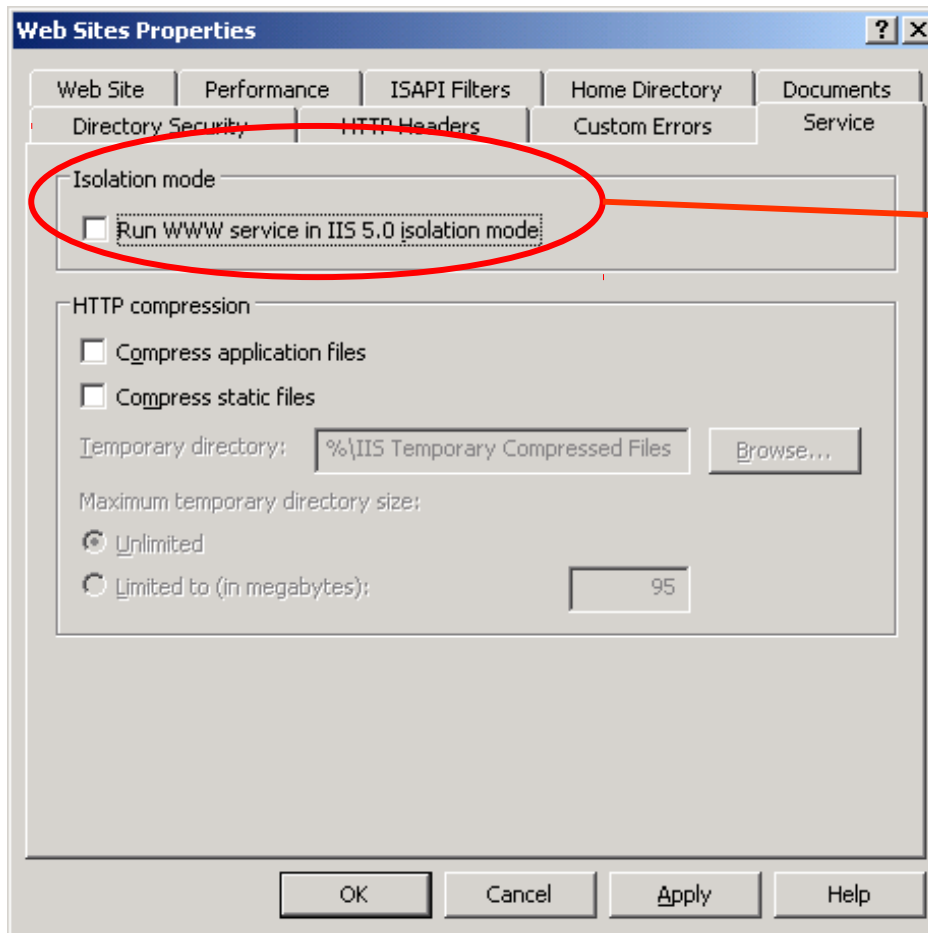 Web Sites Properties
Web Site Performance ISAPI Filters Home Directory Documents
Directory Security HTTP Headers Custom Errors Service
Isolation mode
Run WWW service in IIS 5.0 isolation mode
HTTP compression
Compress application files
Compress static files
Temporary directory: %\IIS Temporary Compressed Files Browse...
Maximum temporary directory size:
Unlimited
Limited to (in megabytes): 95
OK Cancel Apply Help